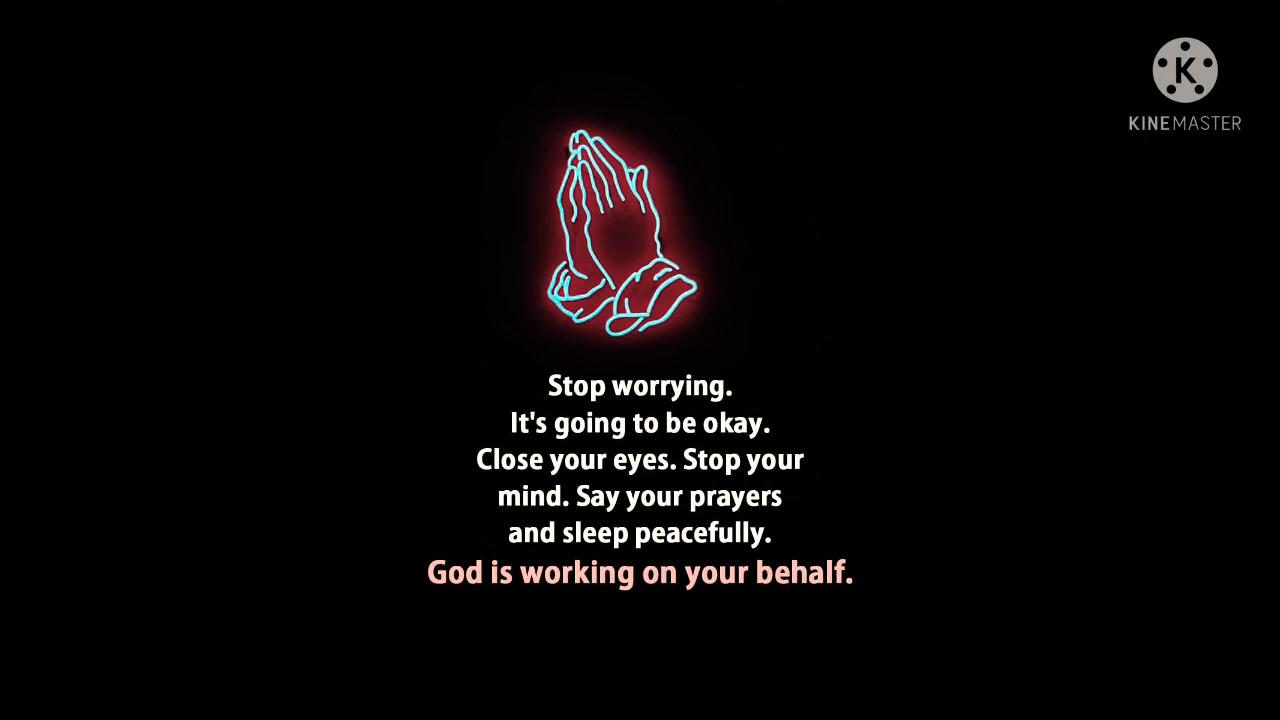 K
KINEMASTER
Stop worrying.
It's going to be okay.
Close your eyes. Stop your
mind. Say your prayers
and sleep peacefully.
God is working on your behalf.